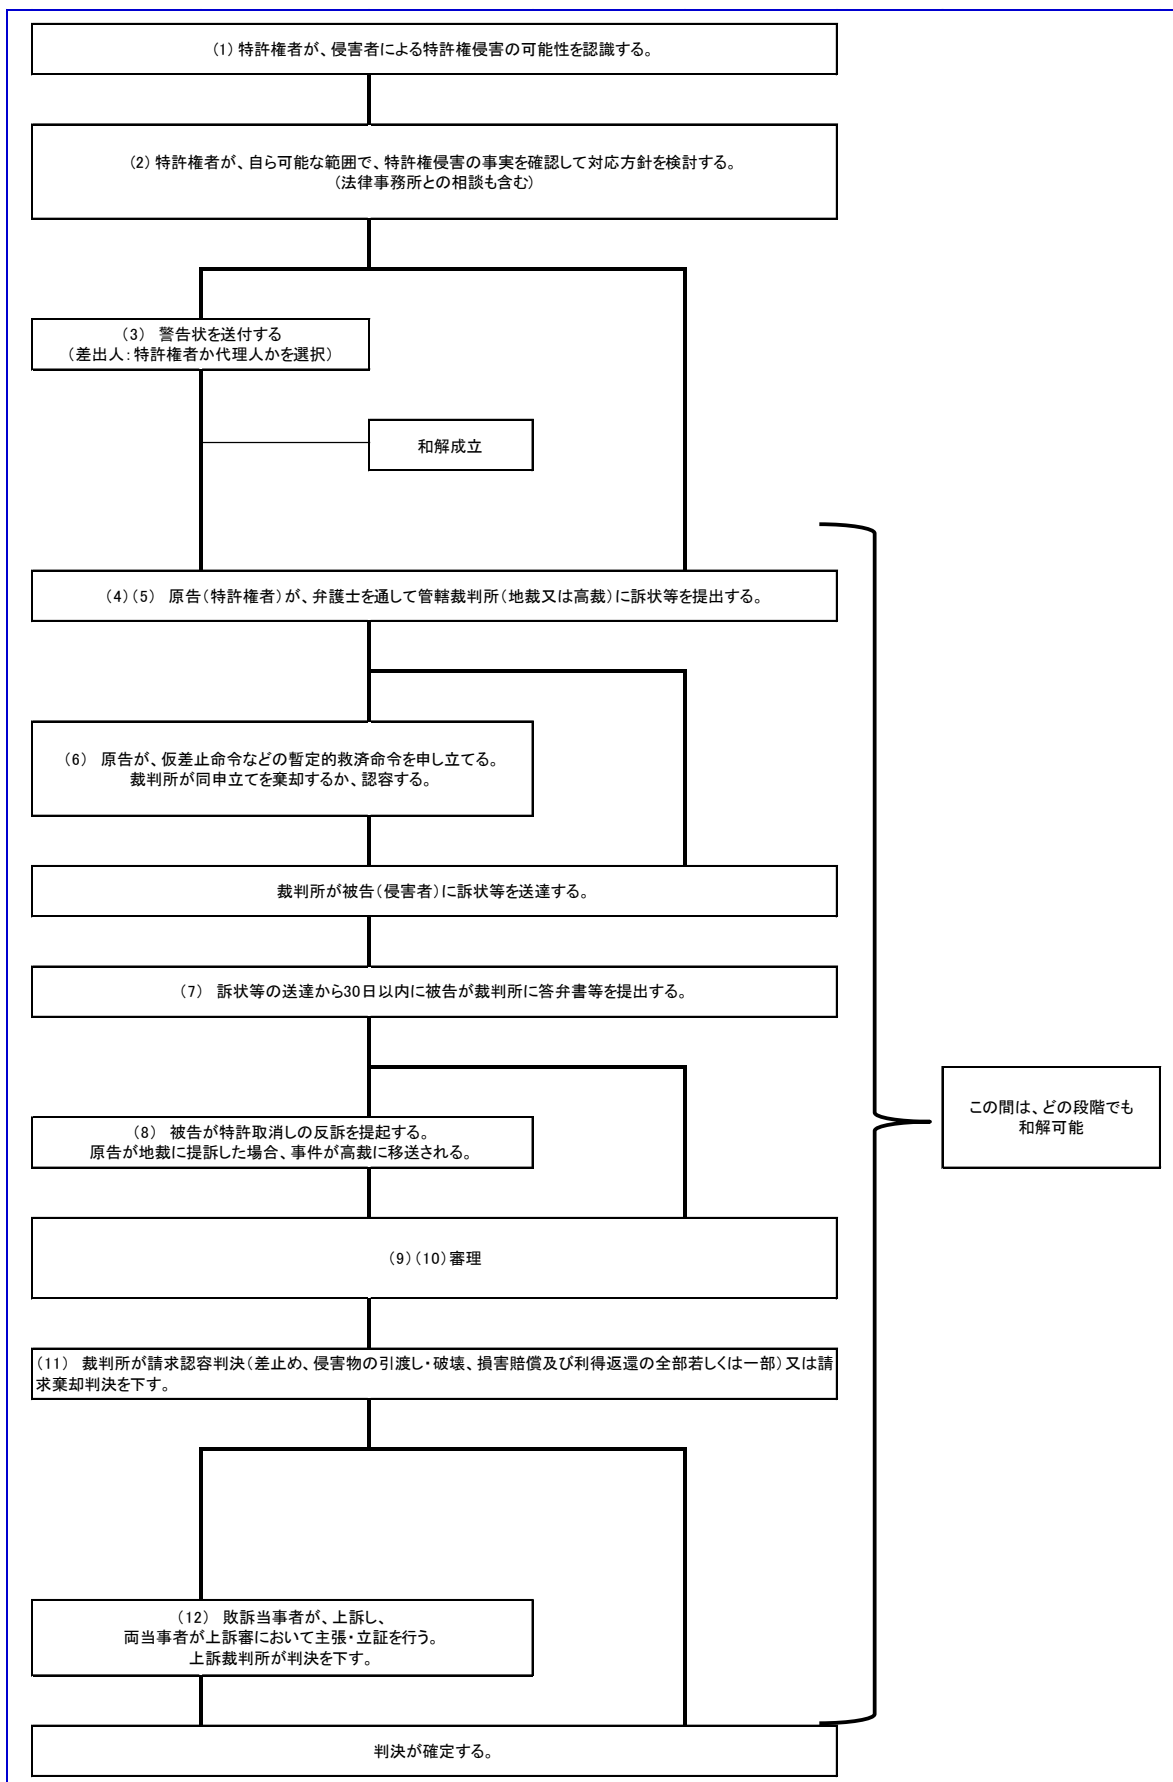 (1) 特許権者が、侵害者による特許権侵害の可能性を認識する。
(2) 特許権者が、自ら可能な範囲で、特許権侵害の事実を確認して対応方針を検討する。
(法律事務所との相談も含む)
(3) 警告状を送付する
(差出人:特許権者か代理人かを選択)
和解成立
(4)(5) 原告(特許権者)が、弁護士を通して管轄裁判所(地裁又は高裁)に訴状等を提出する。
(6) 原告が、仮差止命令などの暫定的救済命令を申し立てる。
裁判所が同申立てを棄却するか、認容する。
裁判所が被告(侵害者)に訴状等を送達する。
(7) 訴状等の送達から30日以内に被告が裁判所に答弁書等を提出する。
この間は、どの段階でも
和解可能
(8) 被告が特許取消しの反訴を提起する。
原告が地裁に提訴した場合、事件が高裁に移送される。
(9)(10)審理
(11) 裁判所が請求認容判決(差止め、侵害物の引渡し・破壊、損害賠償及び利得返還の全部若しくは一部)又は請
求棄却判決を下す。
(12) 敗訴当事者が、上訴し、
両当事者が上訴審において主張・立証を行う。
上訴裁判所が判決を下す。
判決が確定する。